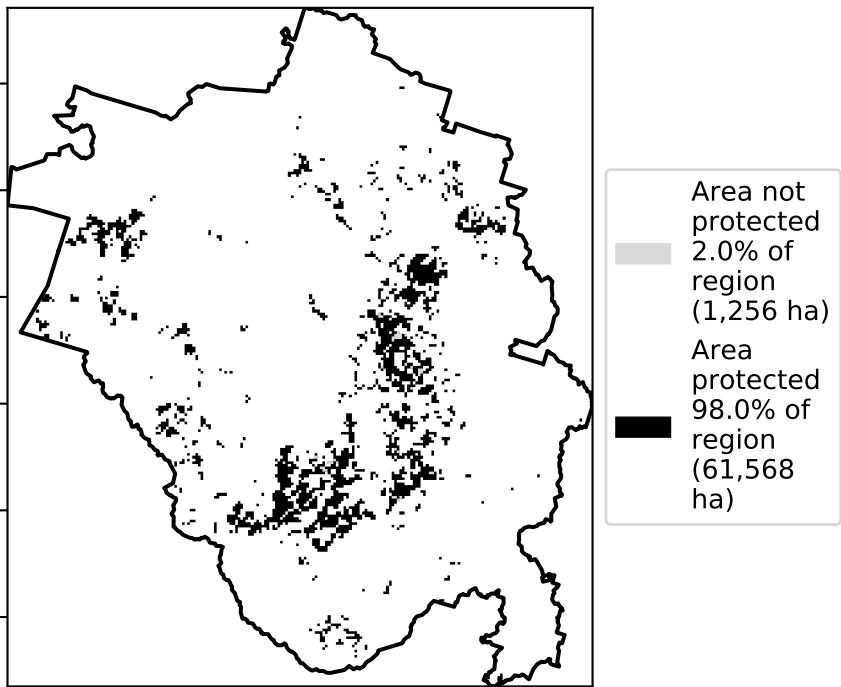 Area not
protected
2.0% of
region
(1,256 ha)
Area
protected
98.0% of
region
(61,568
ha)